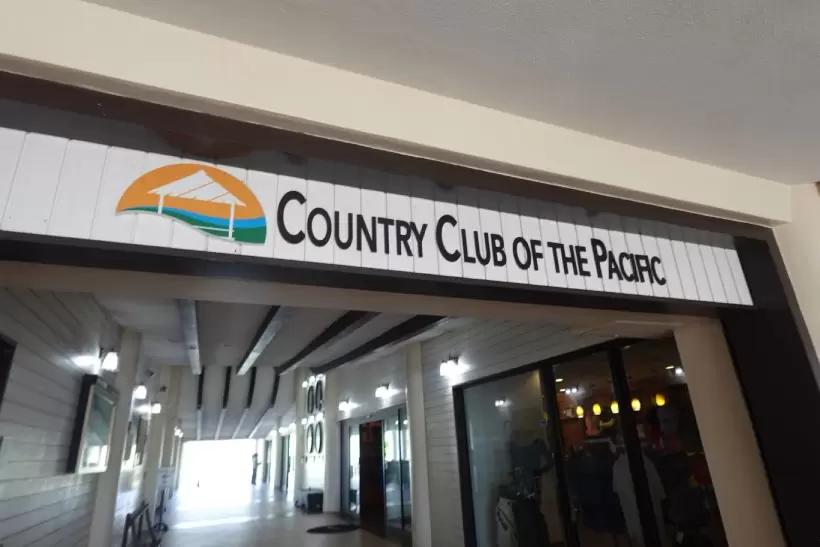 COUNTRY CLUB OF THE PACIFIC